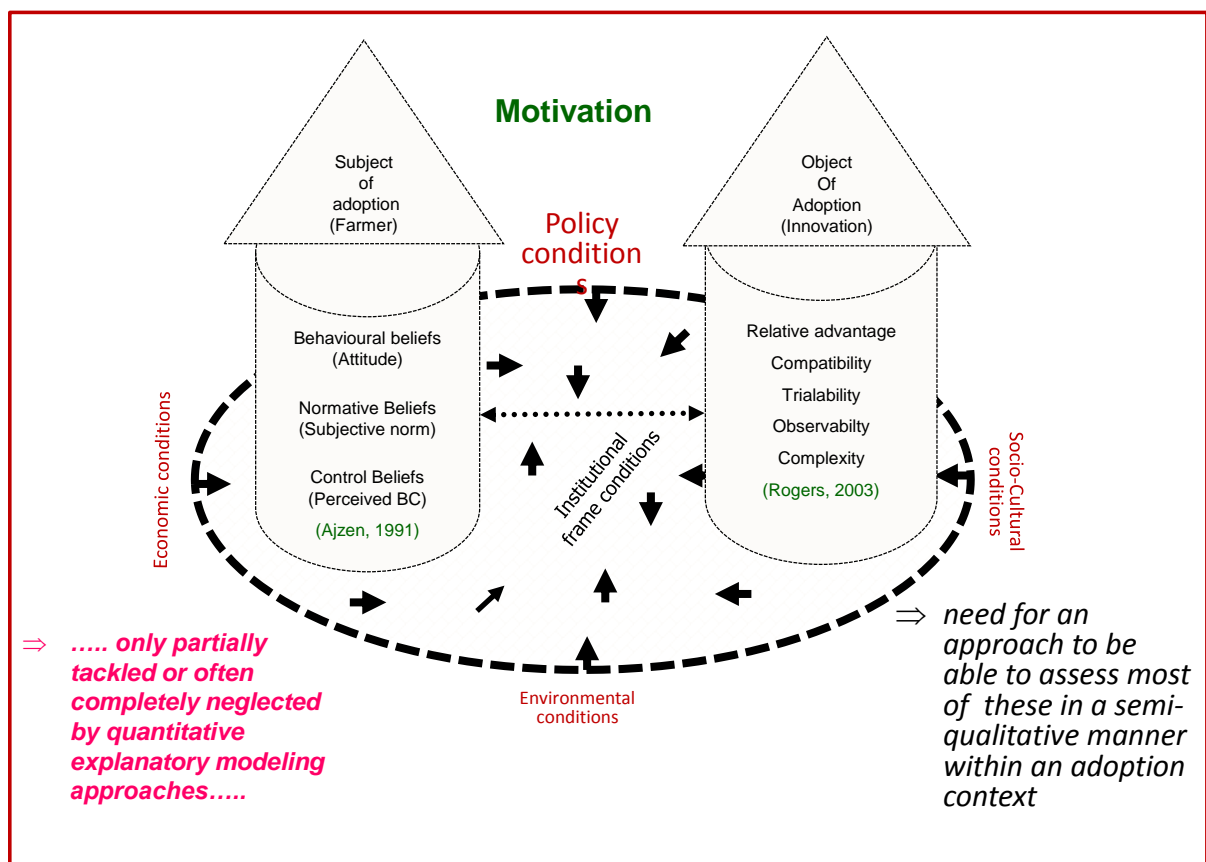 Motivation
Subject
of
adoption
(Farmer)
Object
Of
Adoption
(Innovation)
Policy
condition
s
Behavioural beliefs
(Attitude)
Normative Beliefs
(Subjective norm)
Control Beliefs
(Perceived BC)
(Ajzen, 1991)
Relative advantage
Compatibility
Trialability
Observabilty
Complexity
(Rogers, 2003)
Economic conditions
Institutional
frame conditions
Socio-Cultural
conditions
Environmental
conditions
⇒ ….. only partially
tackled or often
completely neglected
by quantitative
explanatory modeling
approaches…..
⇒ need for an
approach to be
able to assess most
of these in a semi-
qualitative manner
within an adoption
context